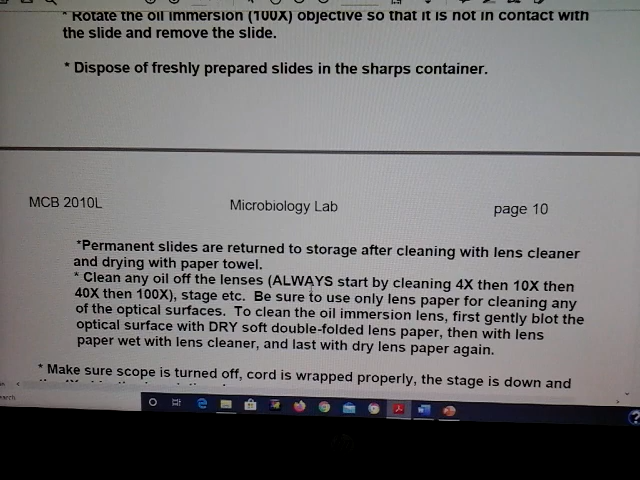 * Rotate the oil immersion (100X) objective so that it is not in contact with
the slide and remove the slide.
* Dispose of freshly prepared slides in the sharps container.
MCB 2010L Microbiology Lab page 10
*Permanent slides are returned to storage after cleaning with lens cleaner
and drying with paper towel.
* Clean any oil off the lenses (ALWAYS start by cleaning 4X then 10X then
40X then 100X), stage etc. Be sure to use only lens paper for cleaning any
of the optical surfaces. To clean the oil immersion lens, first gently blot the
optical surface with DRY soft double-folded lens paper, then with lens
paper wet with lens cleaner, and last with dry lens paper again.
* Make sure scope is turned off, cord is wrapped properly, the stage is down and